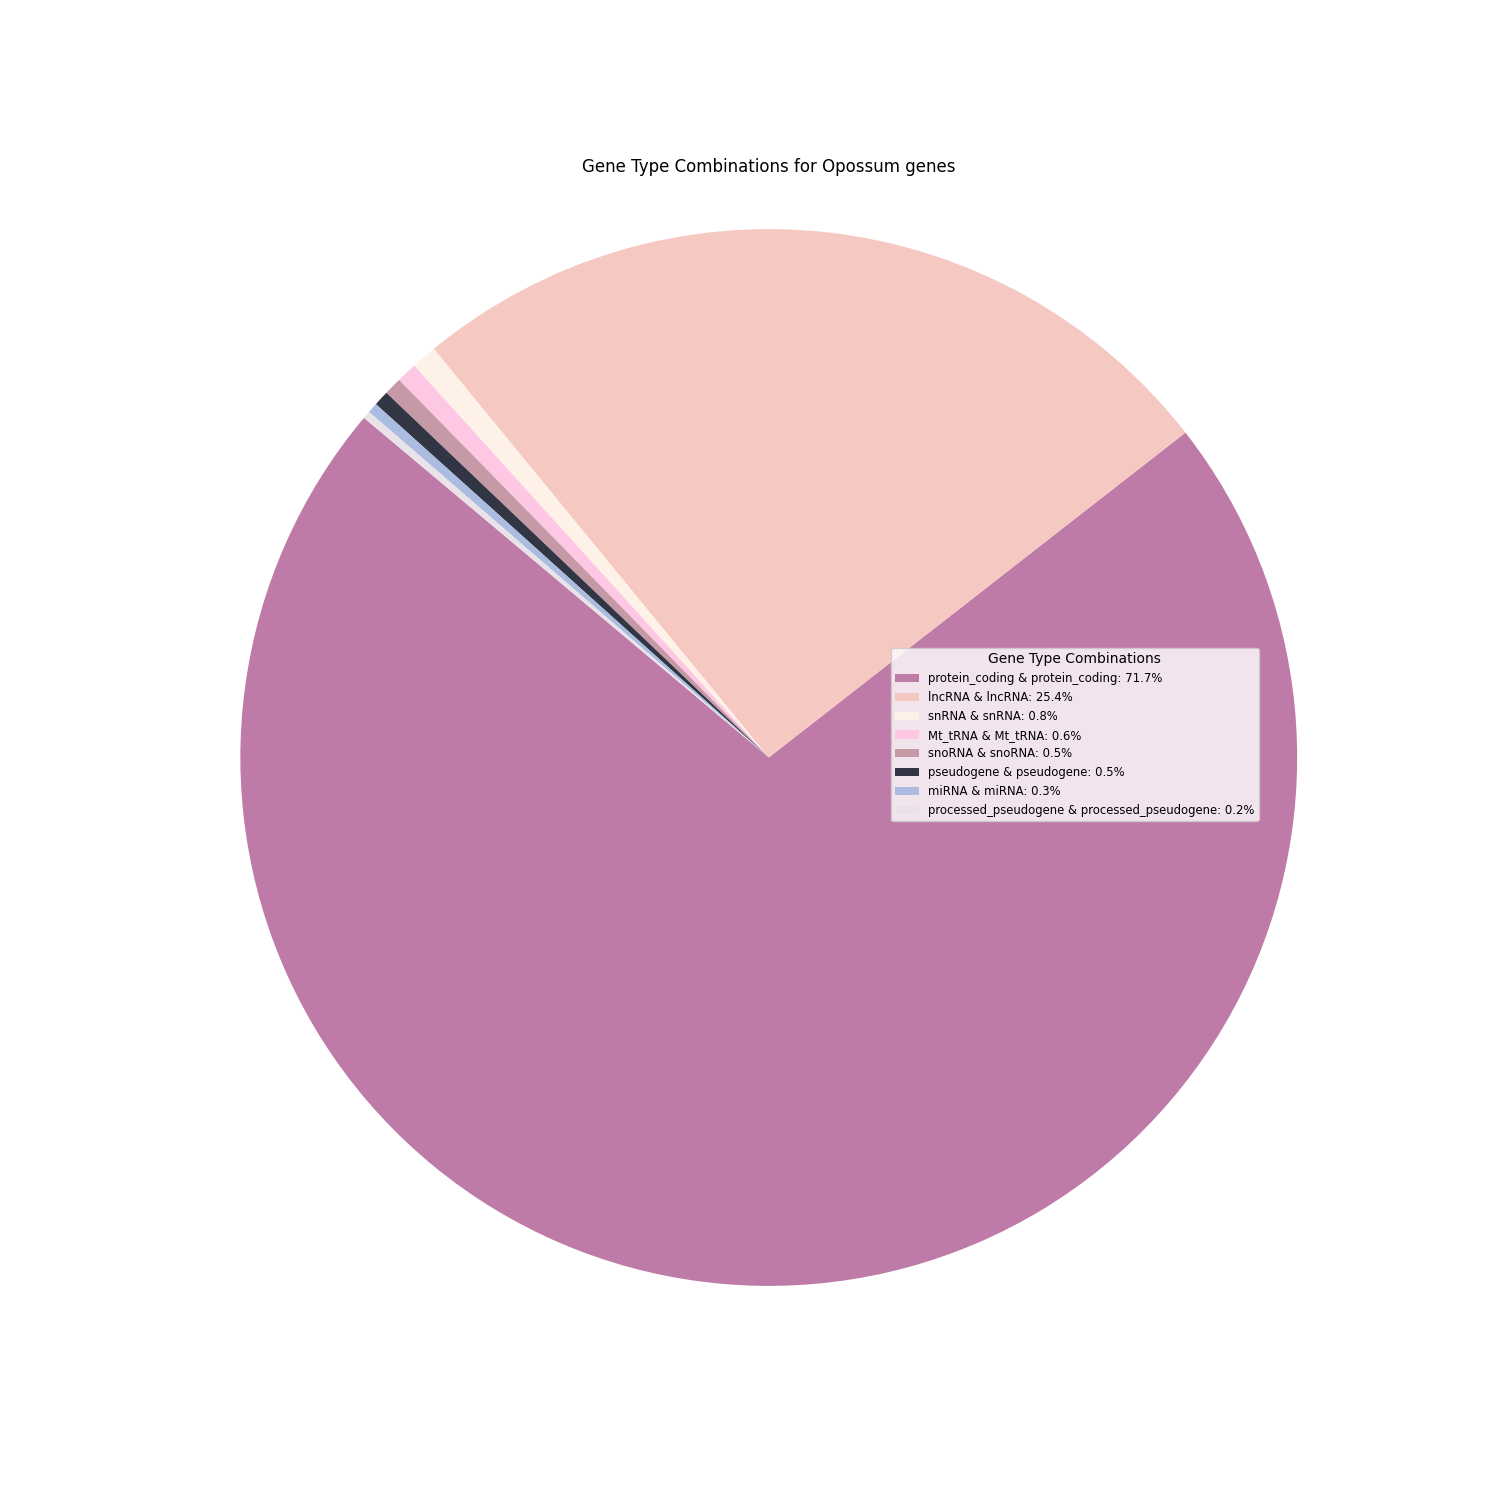 Gene Type Combinations for Opossum genes
Gene Type Combinations
protein_coding & protein_coding: 71.7%
lncRNA & lncRNA: 25.4%
snRNA & snRNA: 0.8%
Mt_tRNA & Mt_tRNA: 0.6%
snoRNA & snoRNA: 0.5%
pseudogene & pseudogene: 0.5%
miRNA & miRNA: 0.3%
processed_pseudogene & processed_pseudogene: 0.2%